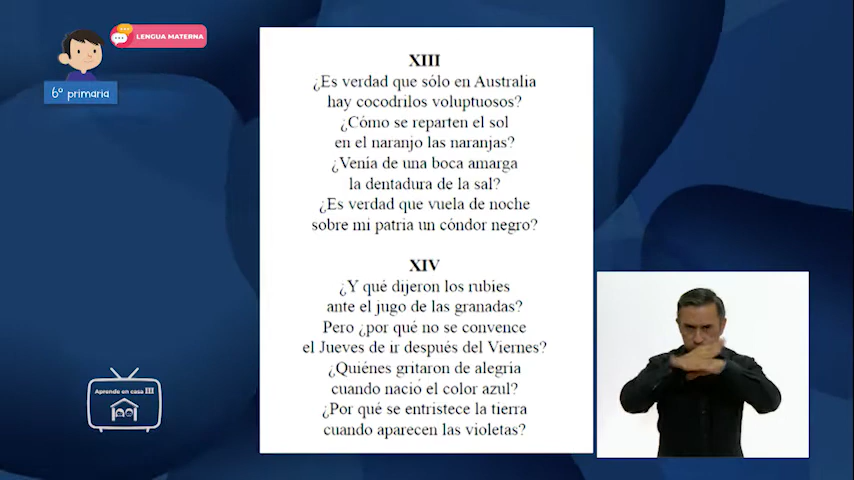 LENGUA MATERNA
6º primaria
XIII
¿Es verdad que sólo en Australia
hay cocodrilos voluptuosos?
¿Cómo se reparten el sol
en el naranjo las naranjas?
¿Venía de una boca amarga
la dentadura de la sal?
¿Es verdad que vuela de noche
sobre mi patria un cóndor negro?
XIV
¿Y qué dijeron los rubíes
ante el jugo de las granadas?
Pero ¿por qué no se convence
el Jueves de ir después del Viernes?
¿Quiénes gritaron de alegría
cuando nació el color azul?
¿Por qué se entristece la tierra
cuando aparecen las violetas?
Aprende en casa III